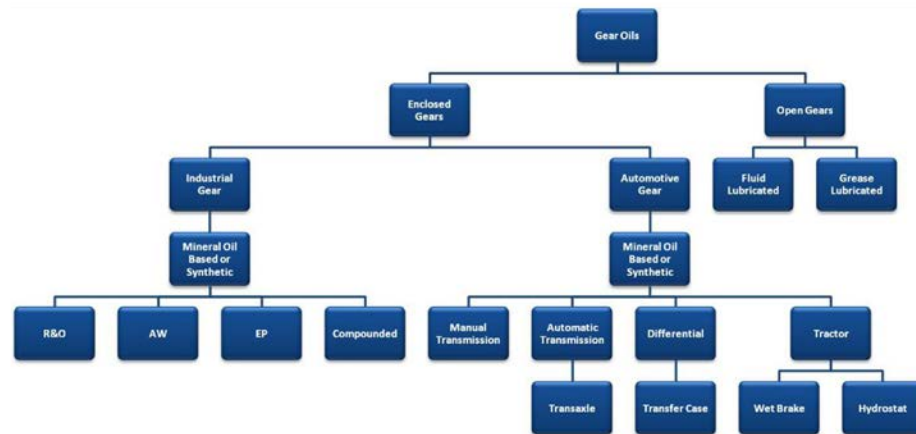 Gear Oils
Enclosed
Gears
Open Gears
Industrial
Gear
Automotive
Gear
Fluid
Lubricated
Grease
Lubricated
Mineral Oil
Based or
Synthetic
Mineral Oil
Based or
Synthetic
R&O
AW
EP
Compounded
Manual
Transmission
Automatic
Transmission
Differential
Tractor
Transaxle
Transfer Case
Wet Brake
Hydrostat